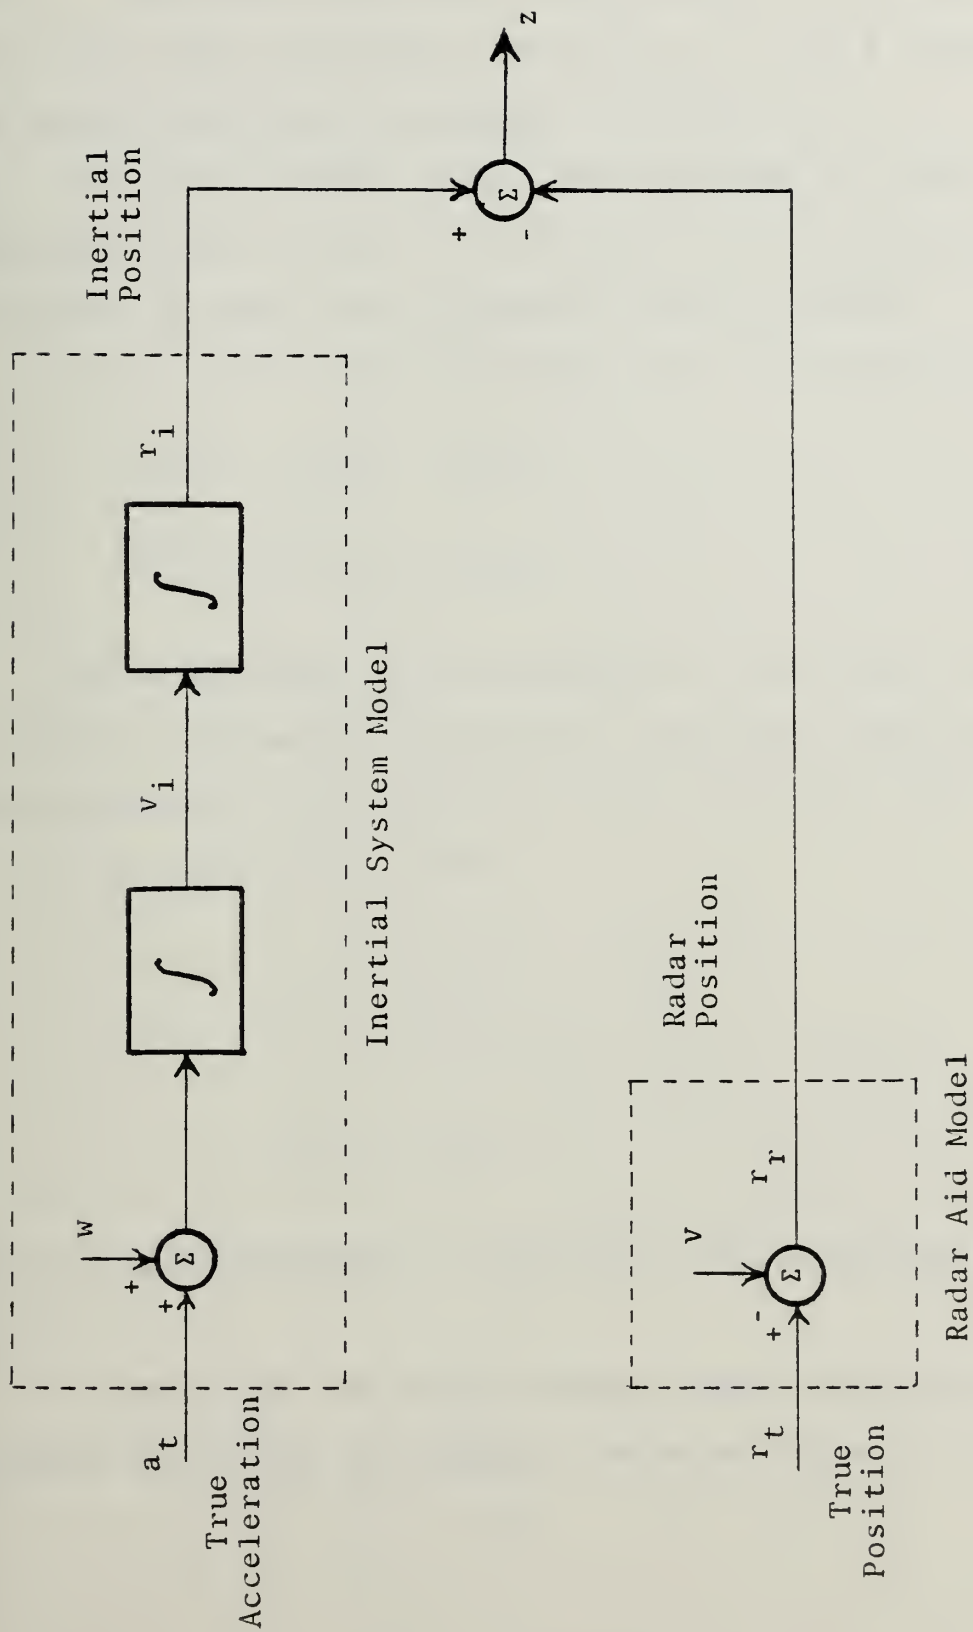 True
Acceleration
a_t
+
+
w
Σ
∫
v_i
∫
r_i
Inertial
Position
Inertial System Model
+
-
Σ
z
True
Position
r_t
+
-
v
Σ
r_r
Radar
Position
Radar Aid Model